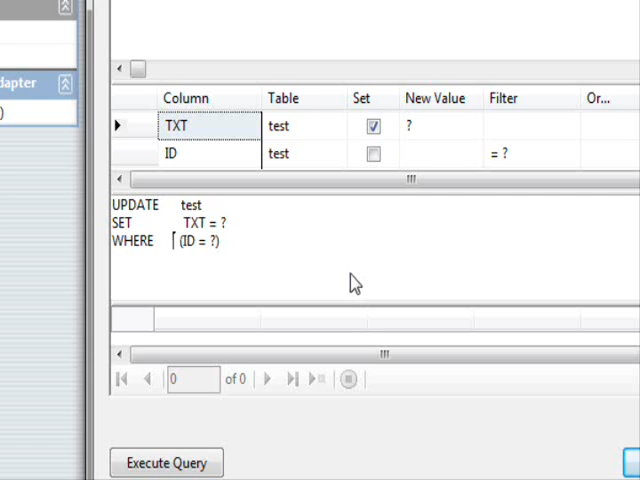 dapter
)
Column Table Set New Value Filter Or...
TXT test ?
ID test = ?
UPDATE test
SET TXT = ?
WHERE (ID = ?)
0 of 0
Execute Query